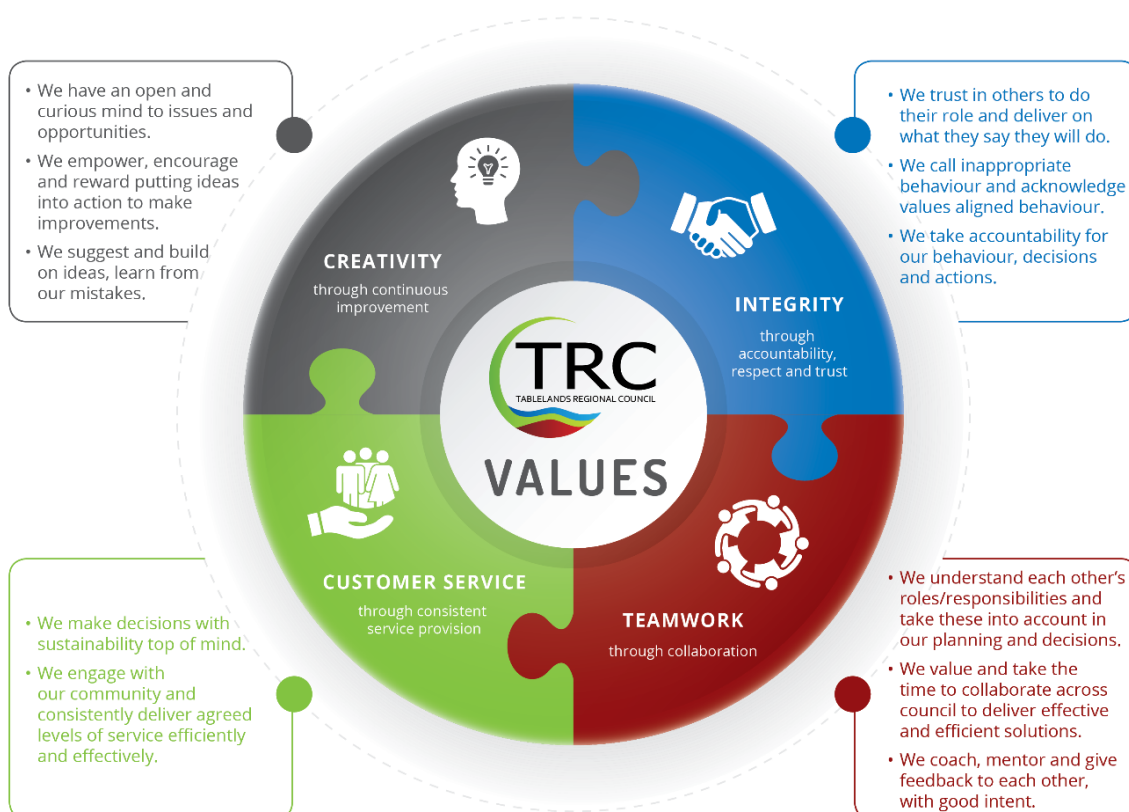 • We have an open and
curious mind to issues and
opportunities.
• We empower, encourage
and reward putting ideas
into action to make
improvements.
• We suggest and build
on ideas, learn from
our mistakes.
CREATIVITY
through continuous
improvement
• We trust in others to do
their role and deliver on
what they say they will do.
• We call inappropriate
behaviour and acknowledge
values aligned behaviour.
• We take accountability for
our behaviour, decisions
and actions.
INTEGRITY
through
accountability,
respect and trust
TRC
TABLELANDS REGIONAL COUNCIL
VALUES
CUSTOMER SERVICE
through consistent
service provision
• We make decisions with
sustainability top of mind.
• We engage with
our community and
consistently deliver agreed
levels of service efficiently
and effectively.
TEAMWORK
through collaboration
• We understand each other’s
roles/responsibilities and
take these into account in
our planning and decisions.
• We value and take the
time to collaborate across
council to deliver effective
and efficient solutions.
• We coach, mentor and give
feedback to each other,
with good intent.